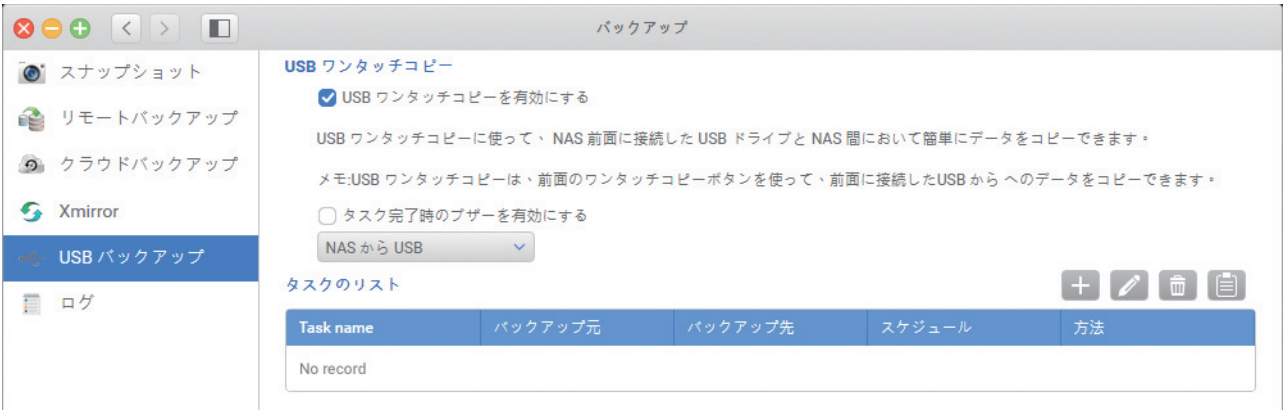 バックアップ
スナップショット
リモートバックアップ
クラウドバックアップ
Xmirror
USB バックアップ
ログ
USB ワンタッチコピー
USB ワンタッチコピーを有効にする
USB ワンタッチコピーに使って、 NAS 前面に接続した USB ドライブと NAS 間において簡単にデータをコピーできます。
メモ:USB ワンタッチコピーは、前面のワンタッチコピーボタンを使って、前面に接続したUSB から へのデータをコピーできます。
タスク完了時のブザーを有効にする
NAS から USB
タスクのリスト
Task name バックアップ元 バックアップ先 スケジュール 方法
No record